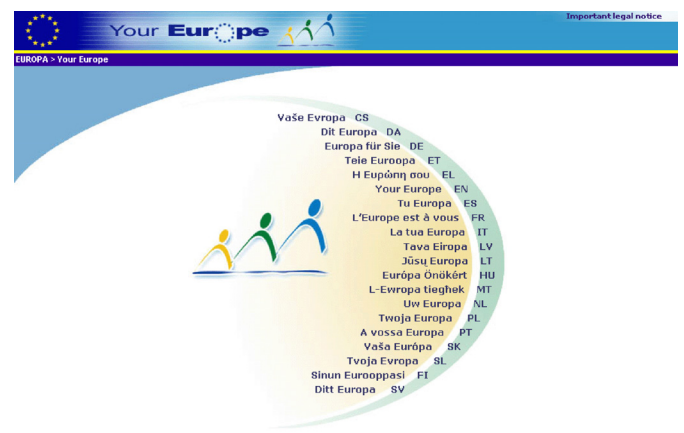 Important legal notice
Your Europe
EUROPA > Your Europe
Vaše Evropa CS
Dit Europa DA
Europa für Sie DE
Teie Euroopa ET
Η Ευρώπη σου EL
Your Europe EN
Tu Europa ES
L'Europe est à vous FR
La tua Europa IT
Tava Eiropa LV
Jūsų Europa LT
Európa Önökért HU
L-Ewropa tieghek MT
Uw Europa NL
Twoja Europa PL
A vossa Europa PT
Vaša Európa SK
Tvoja Evropa SL
Sinun Eurooppasi FI
Ditt Europa SV